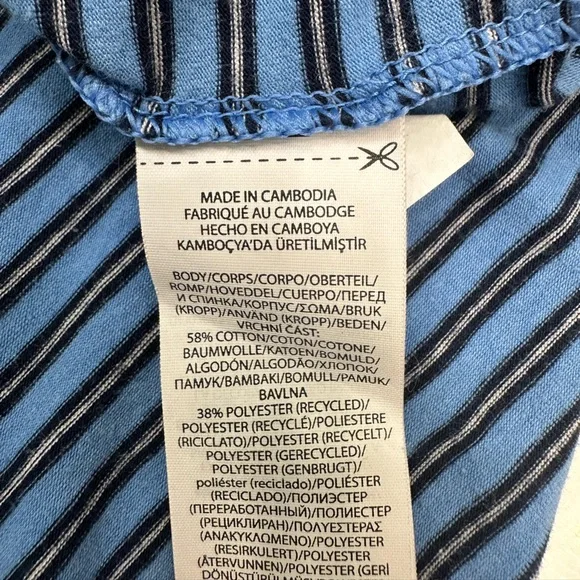 MADE IN CAMBODIA
FABRIQUÉ AU CAMBODGE
HECHO EN CAMBOYA
KAMBOÇYA'DA ÜRETİLMİŞTİR
BODY/CORPS/CORPO/OBERTEIL/
ROMP/HOVEDDEL/CUERPO/ПЕРЕД
И СПИНКА/КОРПУС/ΣΩΜΑ/BRUK
(KROPP)/ANVÄND (KROPP)/BEDEN/
VRCHNÍ ČÁST:
58% COTTON/COTON/COTONE/
BAUMWOLLE/KATOEN/BOMULD/
ALGODÓN/ALGODÃO/ХЛОПОК/
ПАМУК/ΒΑΜΒΑΚΙ/BOMULL/PAMUK/
BAVLNA
38% POLYESTER (RECYCLED)/
POLYESTER (RECYCLÉ)/POLIESTERE
(RICICLATO)/POLYESTER (RECYCELT)/
POLYESTER (GERECYCLED)/
POLYESTER (GENBRUGT)/
poliéster (reciclado)/POLIÉSTER
(RECICLADO)/ПОЛИЭСТЕР
(ПЕРЕРАБОТАННЫЙ)/ПОЛИЕСТЕР
(РЕЦИКЛИРАН)/ΠΟΛΥΕΣΤΕΡΑΣ
(ΑΝΑΚΥΚΛΩΜΕΝΟ)/POLYESTER
(RESIRKULERT)/POLYESTER
(ÅTERVUNNEN)/POLYESTER (GERİ
DÖNÜŞTÜRÜLMÜŞ)/POLYESTER